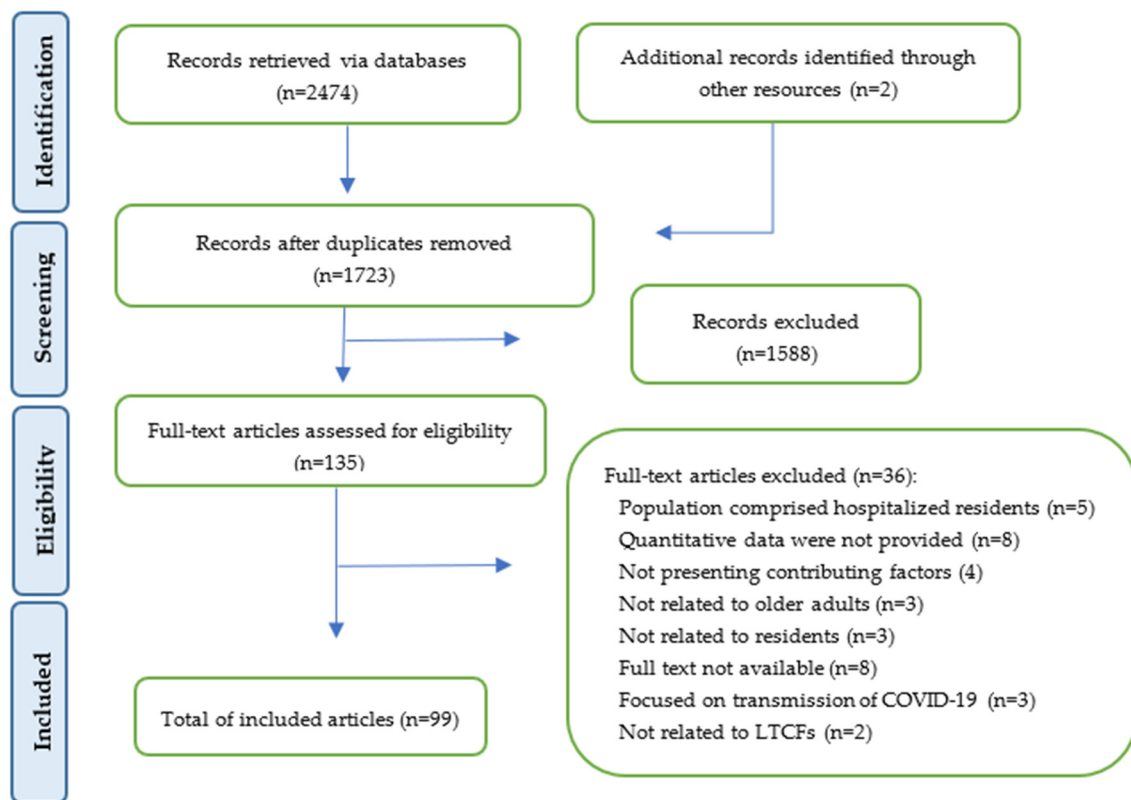 Identification
Records retrieved via databases
(n=2474)
Additional records identified through
other resources (n=2)
Screening
Records after duplicates removed
(n=1723)
Records excluded
(n=1588)
Eligibility
Full-text articles assessed for eligibility
(n=135)
Full-text articles excluded (n=36):
Population comprised hospitalized residents (n=5)
Quantitative data were not provided (n=8)
Not presenting contributing factors (4)
Not related to older adults (n=3)
Not related to residents (n=3)
Full text not available (n=8)
Focused on transmission of COVID-19 (n=3)
Not related to LTCFs (n=2)
Included
Total of included articles (n=99)